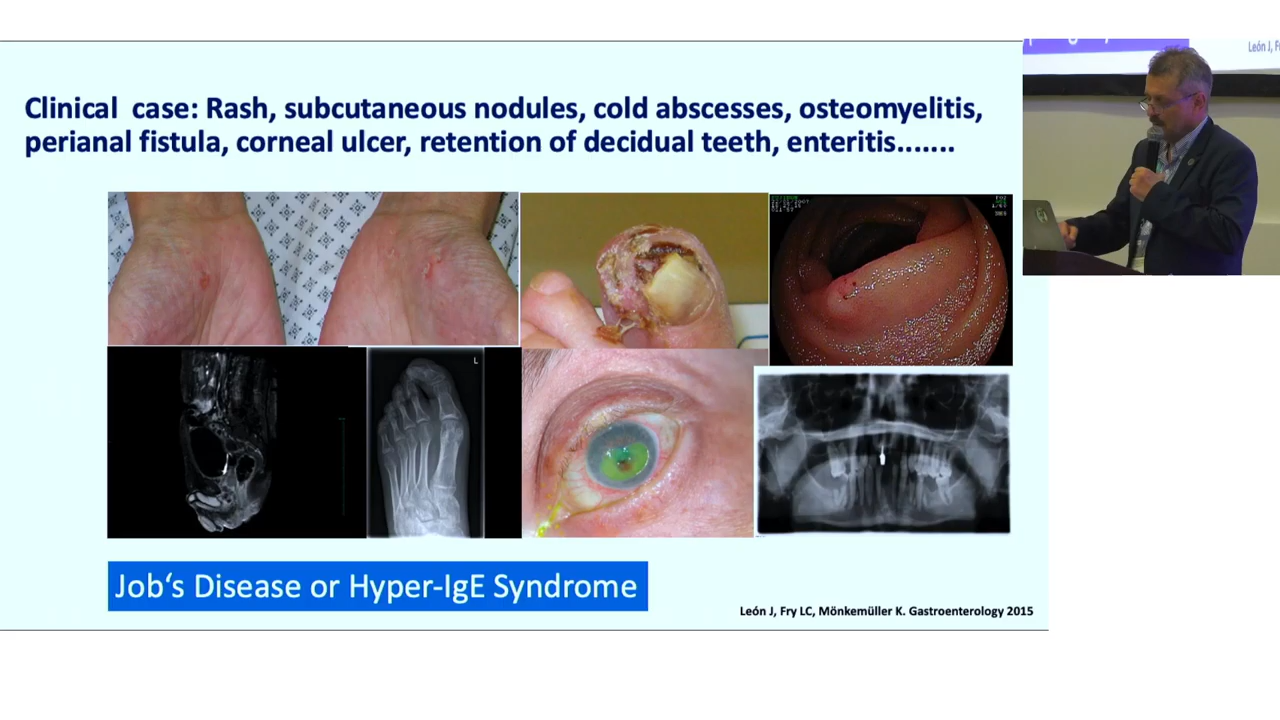 León J, F
Clinical case: Rash, subcutaneous nodules, cold abscesses, osteomyelitis,
perianal fistula, corneal ulcer, retention of decidual teeth, enteritis.......
L
Job‘s Disease or Hyper-IgE Syndrome
León J, Fry LC, Mönkemüller K. Gastroenterology 2015